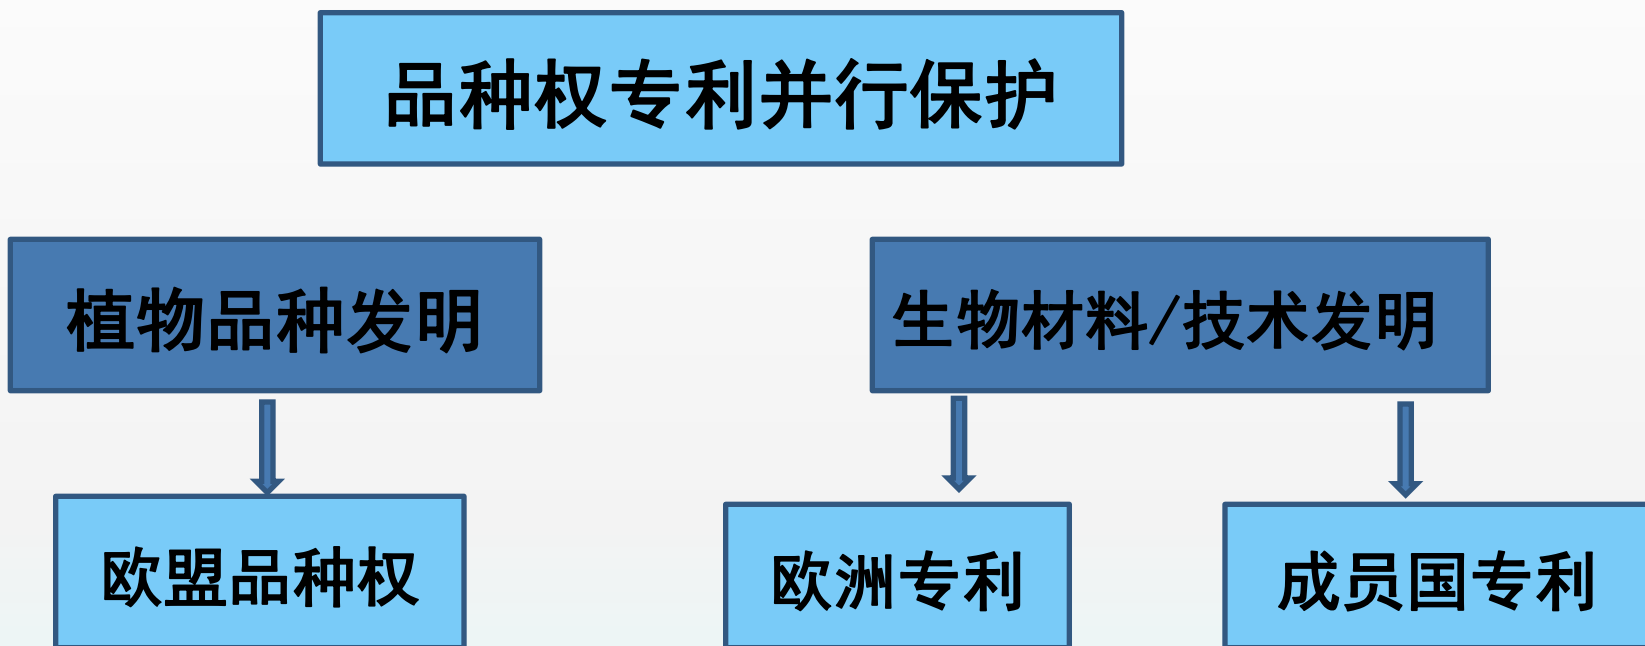 品种权专利并行保护
植物品种发明
生物材料/技术发明
欧盟品种权
欧洲专利
成员国专利